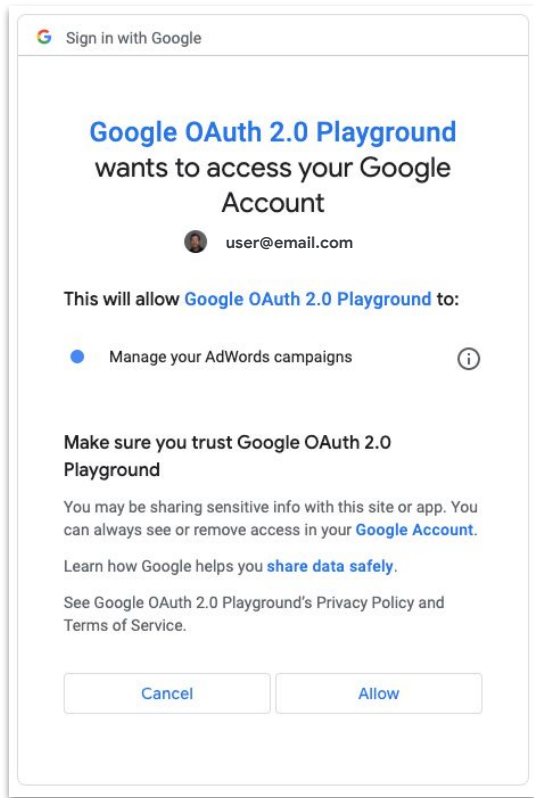 Sign in with Google
Google OAuth 2.0 Playground
wants to access your Google
Account
user@email.com
This will allow Google OAuth 2.0 Playground to:
Manage your AdWords campaigns
Make sure you trust Google OAuth 2.0
Playground
You may be sharing sensitive info with this site or app. You
can always see or remove access in your Google Account.
Learn how Google helps you share data safely.
See Google OAuth 2.0 Playground's Privacy Policy and
Terms of Service.
Cancel Allow